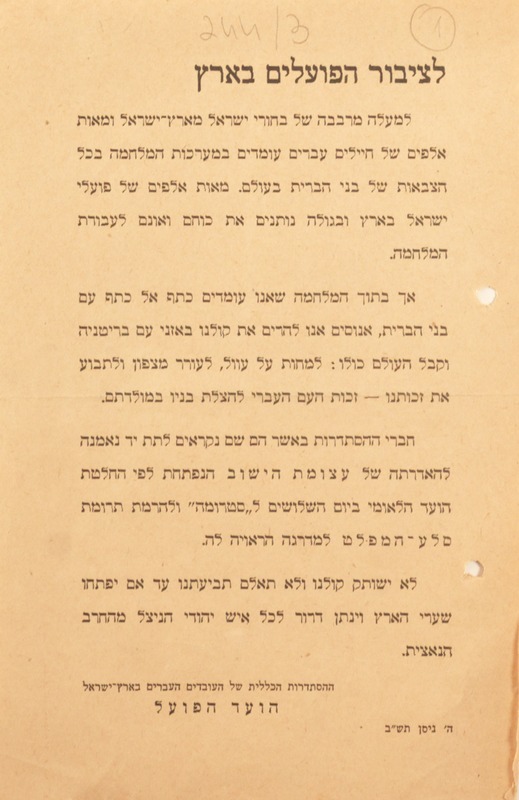 244/3
1
לציבור הפועלים בארץ
למעלה מרבבה של בחורי ישראל מארץ־ישראל ומאות
אלפים של חיילים עברים עומדים במערכות המלחמה בכל
הצבאות של בני הברית בעולם. מאות אלפים של פועלי
ישראל בארץ ובגולה נותנים את כוחם ואונם לעבודת
המלחמה.
אך בתוך המלחמה שאנו עומדים כתף אל כתף עם
בני הברית, אנוסים אנו להרים את קולנו באזני עם בריטניה
וקבל העולם כולו: למחות על עוול, לעורר מצפון ולתבוע
את זכותנו — זכות העם העברי להצלת בניו במולדתם.
חברי ההסתדרות באשר הם שם נקראים לתת יד נאמנה
להאדרתה של עצומת הישוב הנפתחת לפי החלטת
הועד הלאומי ביום השלושים ל„סטרומה" ולהרמת תרומת
סלע־המפלט למדרגה הראויה לה.
לא ישותק קולנו ולא תאלם תביעתנו עד אם יפתחו
שערי הארץ וינתן דרור לכל איש יהודי הניצל מהחרב
הנאצית.
ההסתדרות הכללית של העובדים העברים בארץ־ישראל
הועד הפועל
ה' ניסן תש"ב